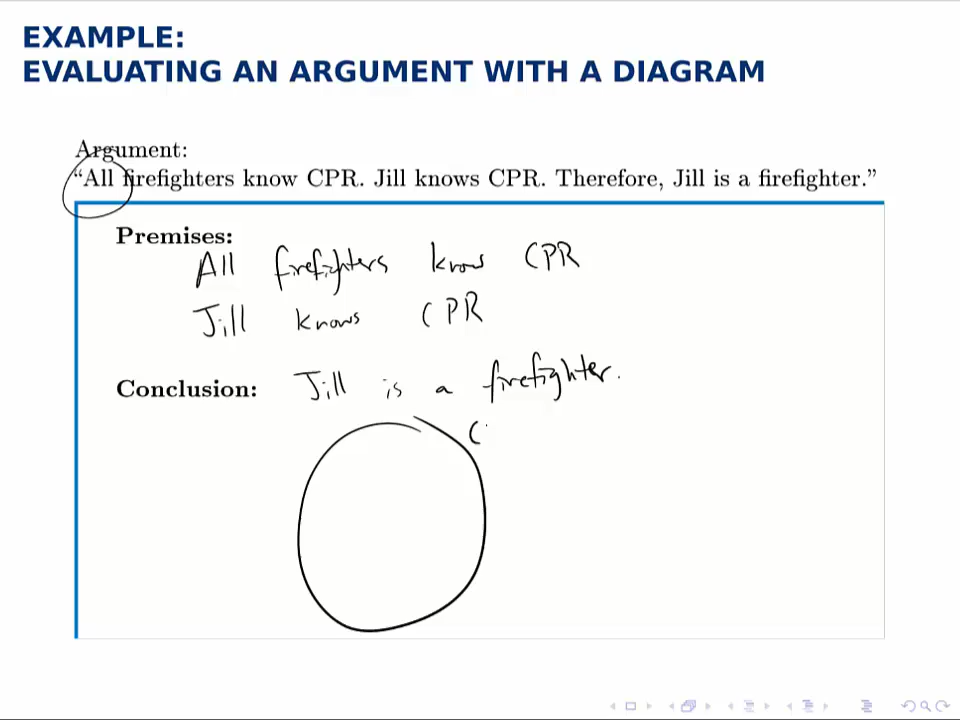 EXAMPLE:
EVALUATING AN ARGUMENT WITH A DIAGRAM
Argument:
“All firefighters know CPR. Jill knows CPR. Therefore, Jill is a firefighter.”
Premises:
All firefighters know CPR
Jill knows CPR
Conclusion: Jill is a firefighter.
C